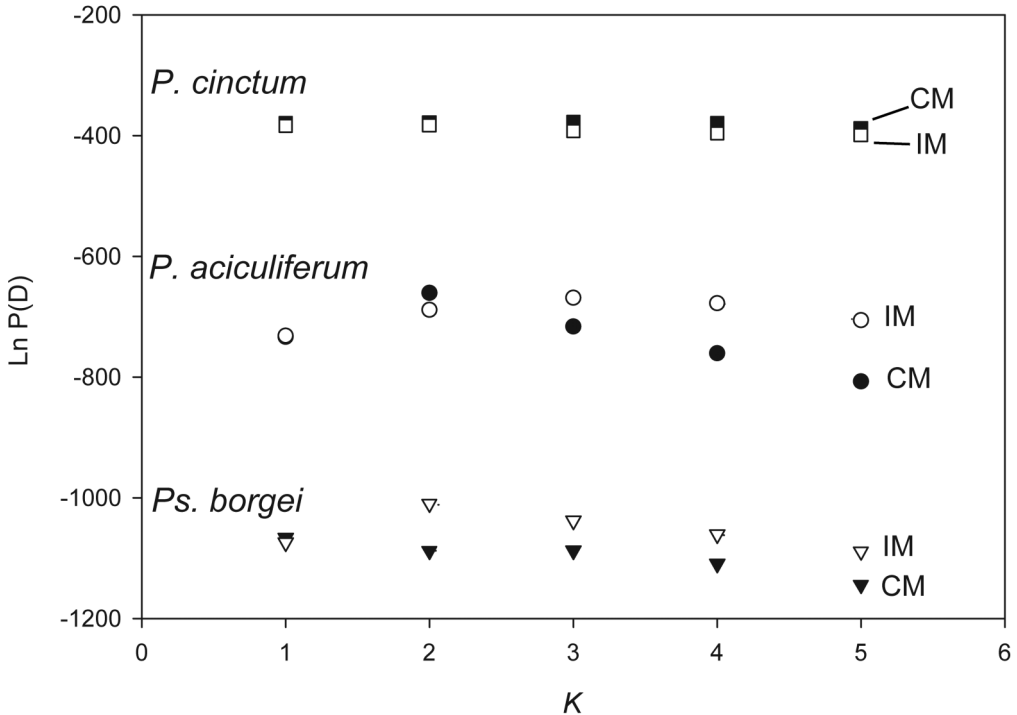 -200
P. cinctum
CM
-400
IM
-600
P. aciculiferum
IM
Ln P(D)
-800
CM
-1000
Ps. borgei
IM
CM
-1200
0 1 2 3 4 5 6
K